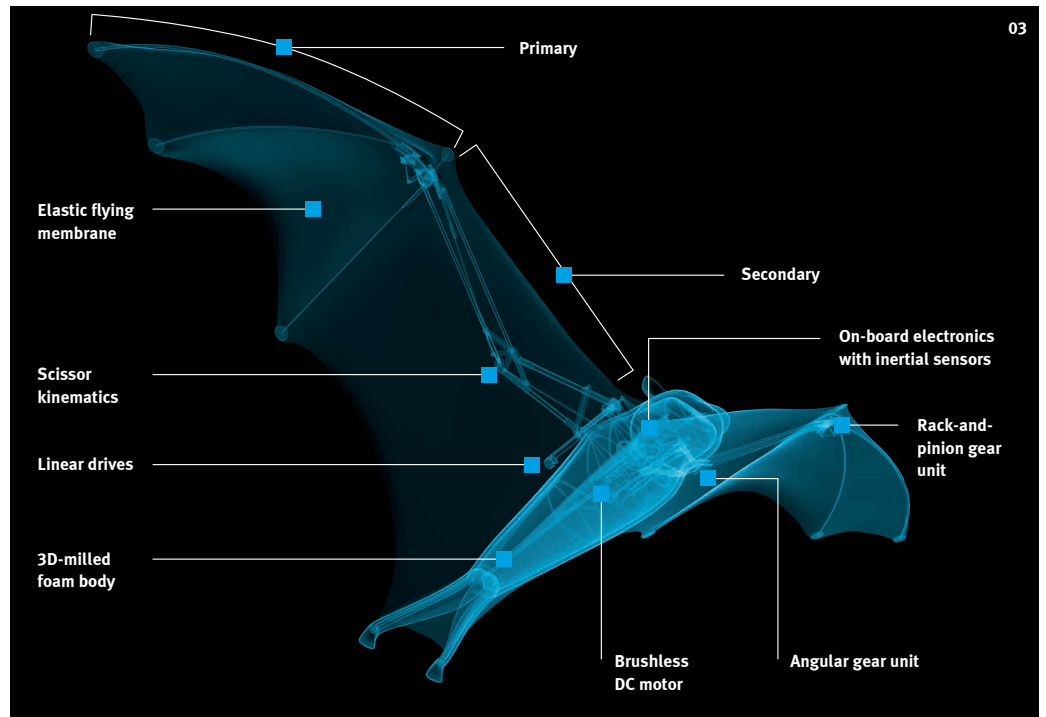 03
Primary
Elastic flying
membrane
Secondary
On-board electronics
with inertial sensors
Scissor
kinematics
Rack-and-
pinion gear
unit
Linear drives
3D-milled
foam body
Brushless
DC motor
Angular gear unit